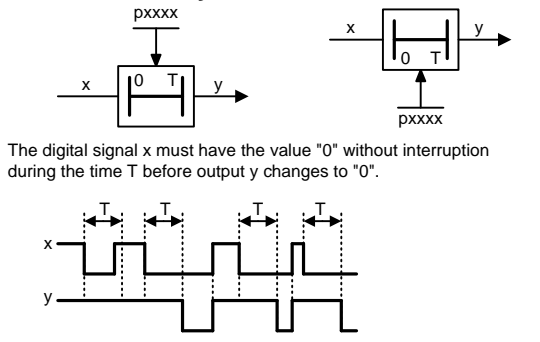 pxxxx
x 0 T y
x 0 T y
pxxxx
The digital signal x must have the value "0" without interruption
during the time T before output y changes to "0".
T T T T
x
y